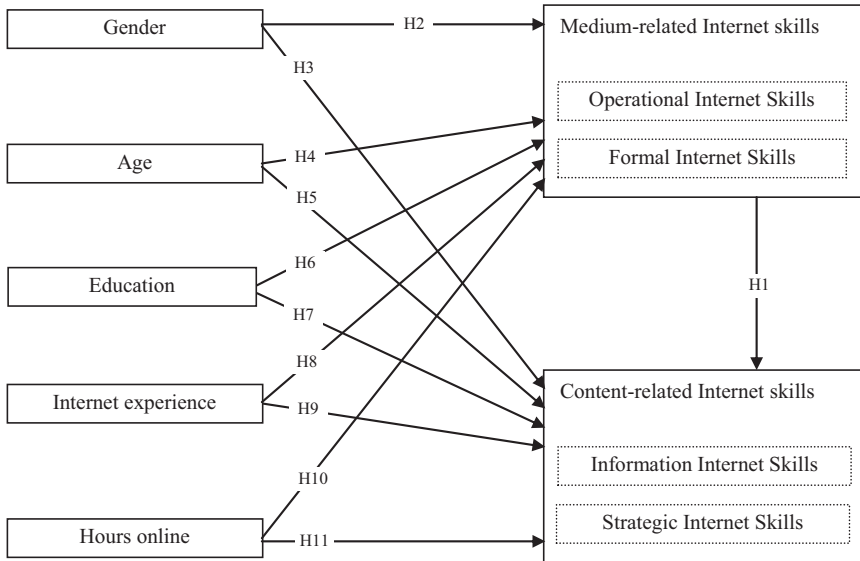 Gender
H2
Medium-related Internet skills
H3
Operational Internet Skills
Age
H4
Formal Internet Skills
H5
Education
H6
H1
H7
H8
Internet experience
H9
Content-related Internet skills
Information Internet Skills
H10
Strategic Internet Skills
Hours online
H11